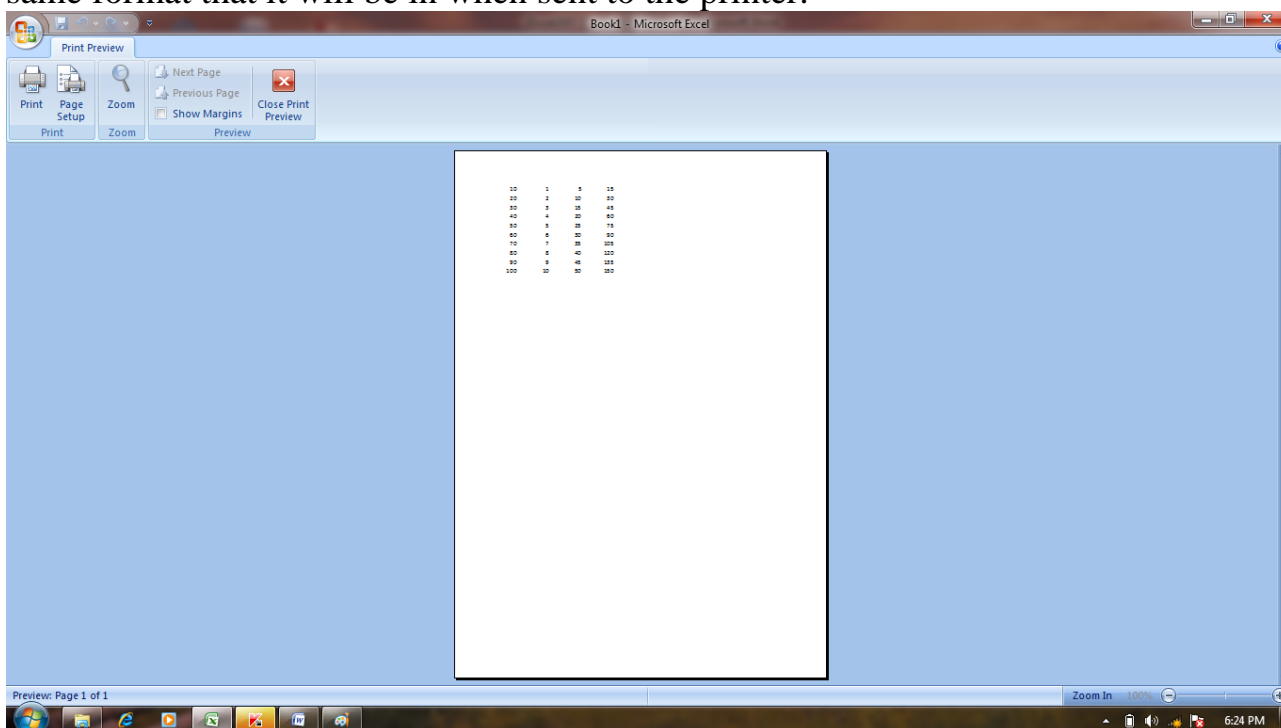 same format that it will be in when sent to the printer.
Book1 - Microsoft Excel
Print Preview
Print
Page Setup
Zoom
Next Page
Previous Page
Show Margins
Close Print Preview
Print
Zoom
Preview
10 1 5 15
20 2 10 30
30 3 15 45
40 4 20 60
50 5 25 75
60 6 30 90
70 7 35 105
80 8 40 120
90 9 45 135
100 10 50 150
Preview: Page 1 of 1
Zoom In 100%
6:24 PM